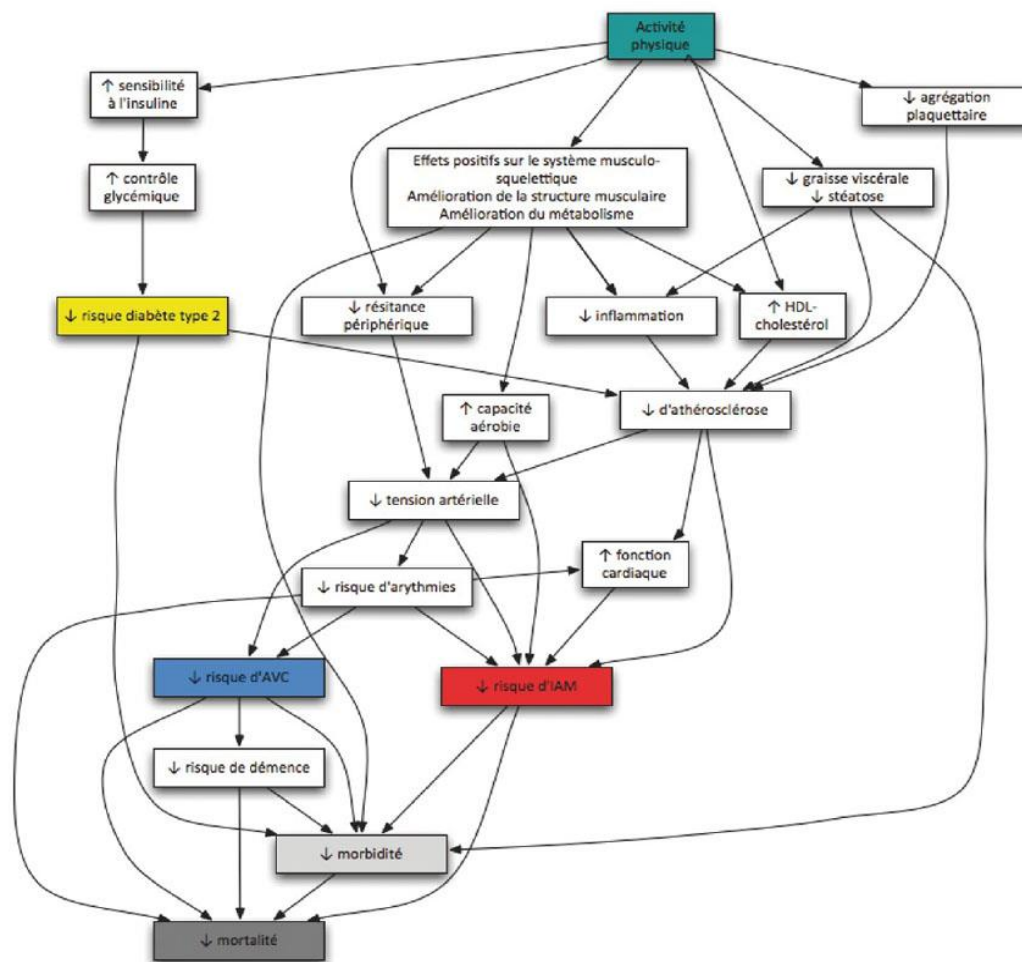 Activité
physique
↑ sensibilité
à l'insuline
↓ agrégation
plaquettaire
Effets positifs sur le système musculo-
squelettique
Amélioration de la structure musculaire
Amélioration du métabolisme
↑ contrôle
glycémique
↓ graisse viscérale
↓ stéatose
↓ risque diabète type 2
↓ résitance
périphérique
↓ inflammation
↑ HDL-
cholestérol
↑ capacité
aérobie
↓ d'athérosclérose
↓ tension artérielle
↑ fonction
cardiaque
↓ risque d'arythmies
↓ risque d'AVC
↓ risque d'IAM
↓ risque de démence
↓ morbidité
↓ mortalité